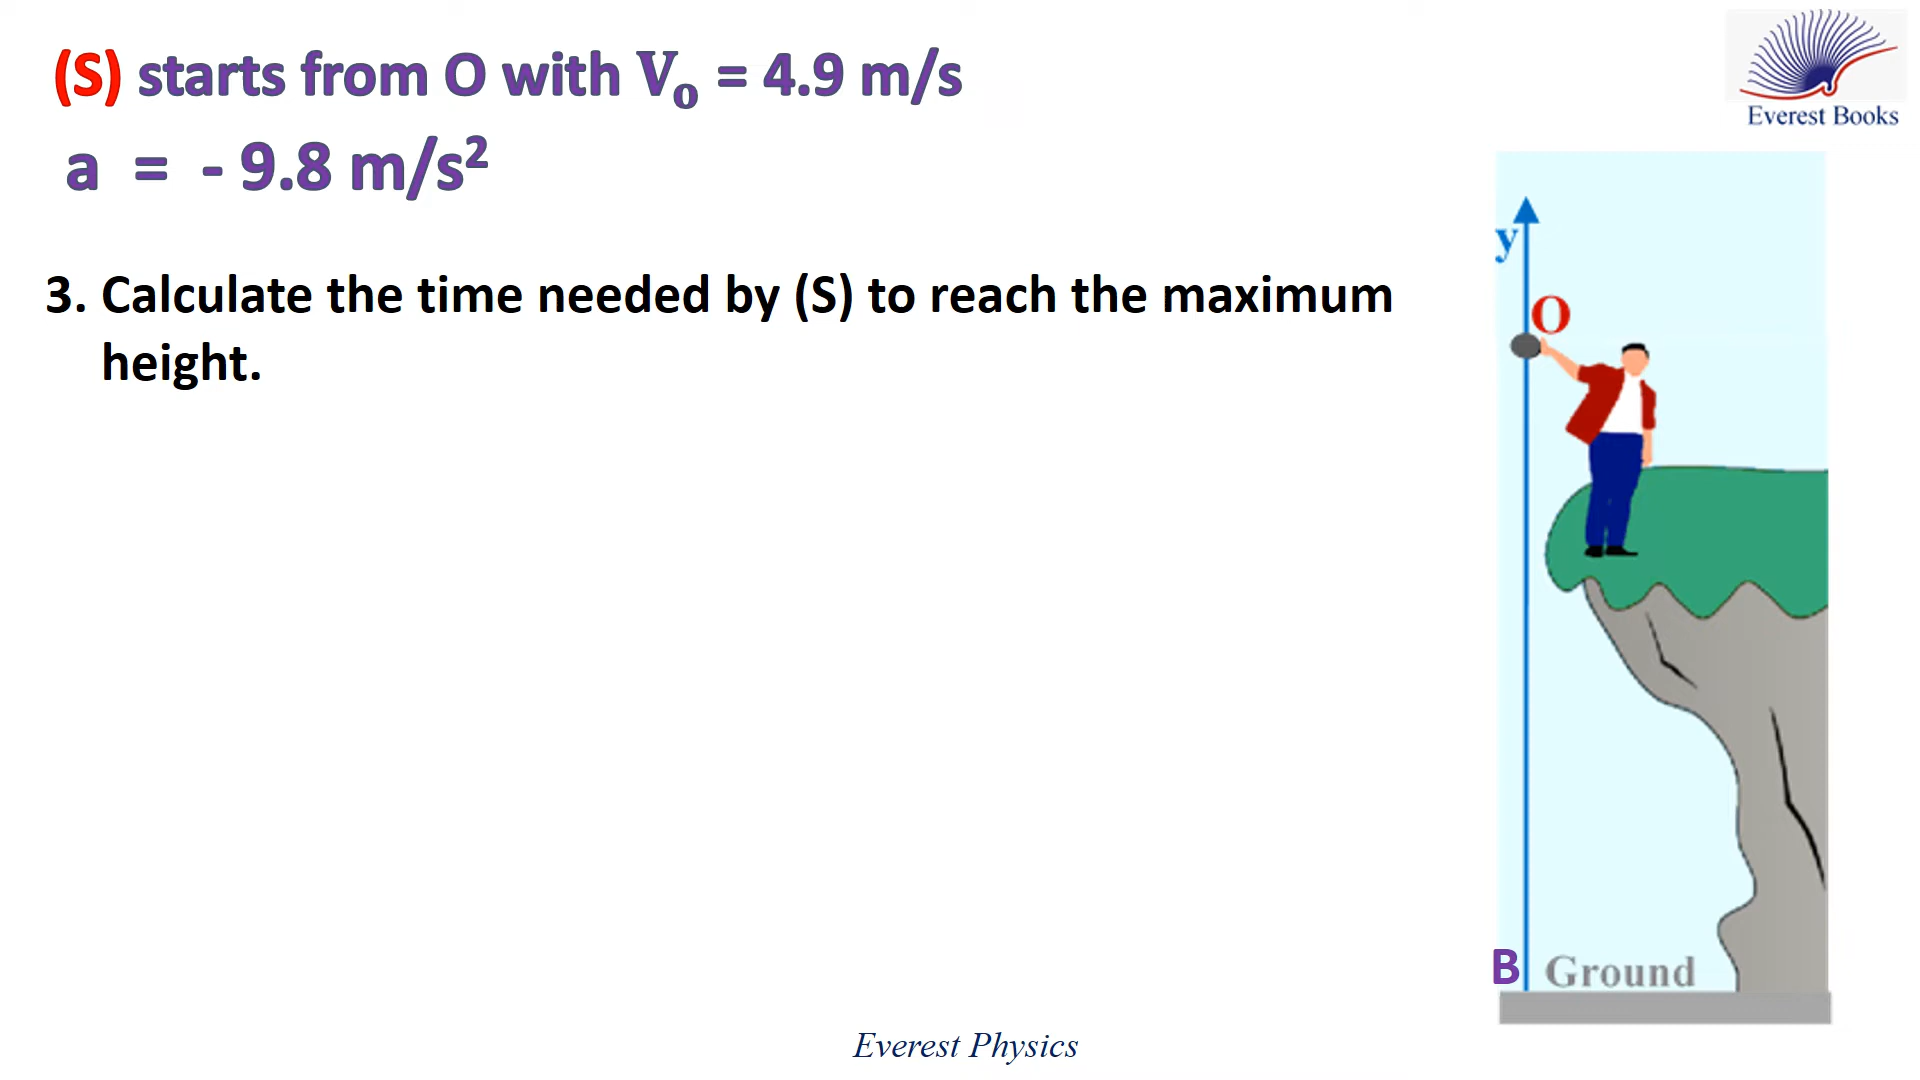 (S) starts from O with V₀ = 4.9 m/s
a = - 9.8 m/s²
Everest Books
3. Calculate the time needed by (S) to reach the maximum
height.
y
O
B
Ground
Everest Physics